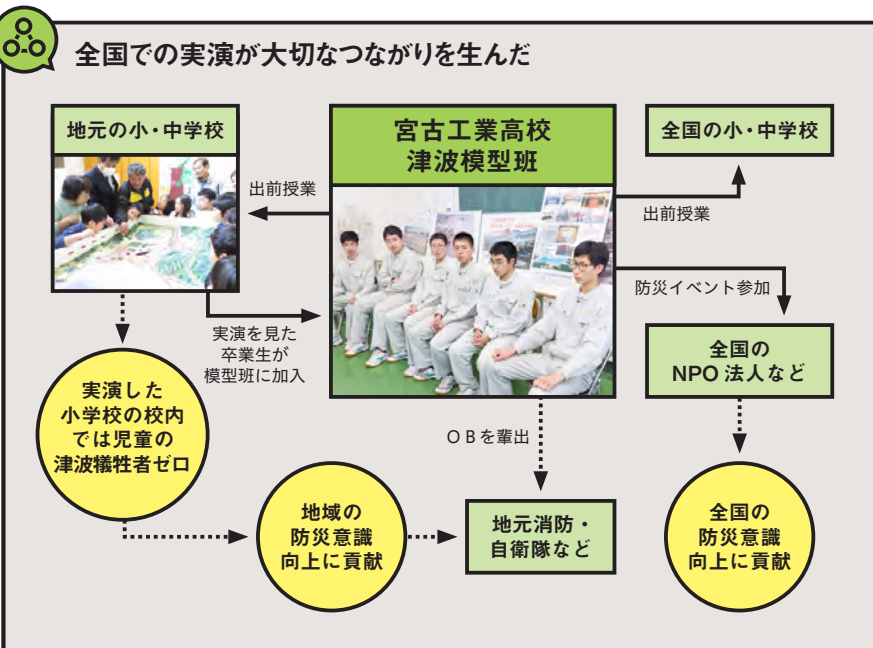 全国での実演が大切なつながりを生んだ
地元の小・中学校
宮古工業高校
津波模型班
全国の小・中学校
出前授業
出前授業
防災イベント参加
実演を見た
卒業生が
模型班に加入
全国の
NPO法人など
実演した
小学校の校内
では児童の
津波犠牲者ゼロ
OBを輩出
地域の
防災意識
向上に貢献
地元消防・
自衛隊など
全国の
防災意識
向上に貢献